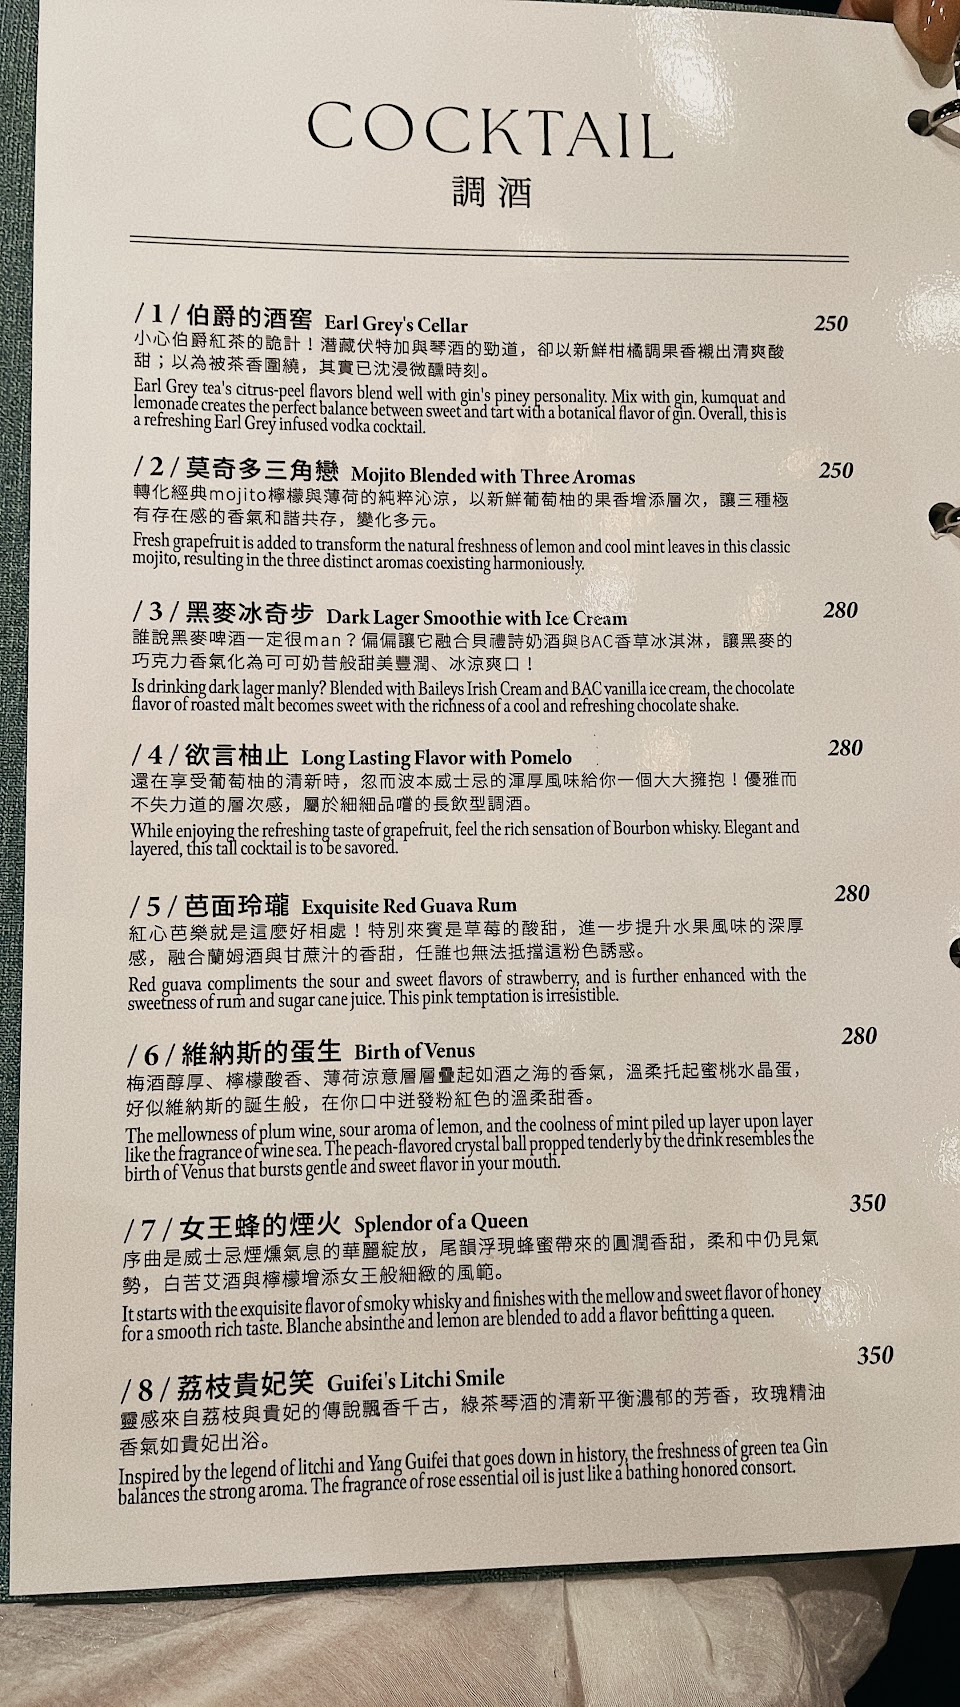 COCKTAIL
調酒
/ 1 / 伯爵的酒窖 Earl Grey's Cellar 250
小心伯爵紅茶的詭計！潛藏伏特加與琴酒的勁道，卻以新鮮柑橘調果香襯出清爽酸
甜；以為被茶香圍繞，其實已沈浸微醺時刻。
Earl Grey tea's citrus-peel flavors blend well with gin's piney personality. Mix with gin, kumquat and
lemonade creates the perfect balance between sweet and tart with a botanical flavor of gin. Overall, this is
a refreshing Earl Grey infused vodka cocktail.
/ 2 / 莫奇多三角戀 Mojito Blended with Three Aromas 250
轉化經典mojito檸檬與薄荷的純粹沁涼，以新鮮葡萄柚的果香增添層次，讓三種極
有存在感的香氣和諧共存，變化多元。
Fresh grapefruit is added to transform the natural freshness of lemon and cool mint leaves in this classic
mojito, resulting in the three distinct aromas coexisting harmoniously.
/ 3 / 黑麥冰奇步 Dark Lager Smoothie with Ice Cream 280
誰說黑麥啤酒一定很man？偏偏讓它融合貝禮詩奶酒與BAC香草冰淇淋，讓黑麥的
巧克力香氣化為可可奶昔般甜美豐潤、冰涼爽口！
Is drinking dark lager manly? Blended with Baileys Irish Cream and BAC vanilla ice cream, the chocolate
flavor of roasted malt becomes sweet with the richness of a cool and refreshing chocolate shake.
/ 4 / 欲言柚止 Long Lasting Flavor with Pomelo 280
還在享受葡萄柚的清新時，忽而波本威士忌的渾厚風味給你一個大大擁抱！優雅而
不失力道的層次感，屬於細細品嚐的長飲型調酒。
While enjoying the refreshing taste of grapefruit, feel the rich sensation of Bourbon whisky. Elegant and
layered, this tall cocktail is to be savored.
/ 5 / 芭面玲瓏 Exquisite Red Guava Rum 280
紅心芭樂就是這麼好相處！特別來賓是草莓的酸甜，進一步提升水果風味的深厚
感，融合蘭姆酒與甘蔗汁的香甜，任誰也無法抵擋這粉色誘惑。
Red guava compliments the sour and sweet flavors of strawberry, and is further enhanced with the
sweetness of rum and sugar cane juice. This pink temptation is irresistible.
/ 6 / 維納斯的蛋生 Birth of Venus 280
梅酒醇厚、檸檬酸香、薄荷涼意層層疊起如酒之海的香氣，溫柔托起蜜桃水晶蛋，
好似維納斯的誕生般，在你口中迸發粉紅色的溫柔甜香。
The mellowness of plum wine, sour aroma of lemon, and the coolness of mint piled up layer upon layer
like the fragrance of wine sea. The peach-flavored crystal ball propped tenderly by the drink resembles the
birth of Venus that bursts gentle and sweet flavor in your mouth.
/ 7 / 女王蜂的煙火 Splendor of a Queen 350
序曲是威士忌煙燻氣息的華麗綻放，尾韻浮現蜂蜜帶來的圓潤香甜，柔和中仍見氣
勢，白苦艾酒與檸檬增添女王般細緻的風範。
It starts with the exquisite flavor of smoky whisky and finishes with the mellow and sweet flavor of honey
for a smooth rich taste. Blanche absinthe and lemon are blended to add a flavor befitting a queen.
/ 8 / 荔枝貴妃笑 Guifei's Litchi Smile 350
靈感來自荔枝與貴妃的傳說飄香千古，綠茶琴酒的清新平衡濃郁的芳香，玫瑰精油
香氣如貴妃出浴。
Inspired by the legend of litchi and Yang Guifei that goes down in history, the freshness of green tea Gin
balances the strong aroma. The fragrance of rose essential oil is just like a bathing honored consort.